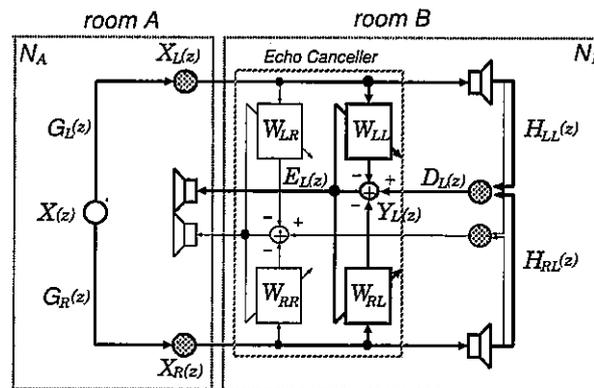 room A
room B
N_A
X_L(z)
Echo Canceller
G_L(z)
W_LR
W_LL
H_LL(z)
E_L(z)
D_L(z)
X(z)
Y_L(z)
− + − + − −
G_R(z)
W_RR
W_RL
H_RL(z)
X_R(z)